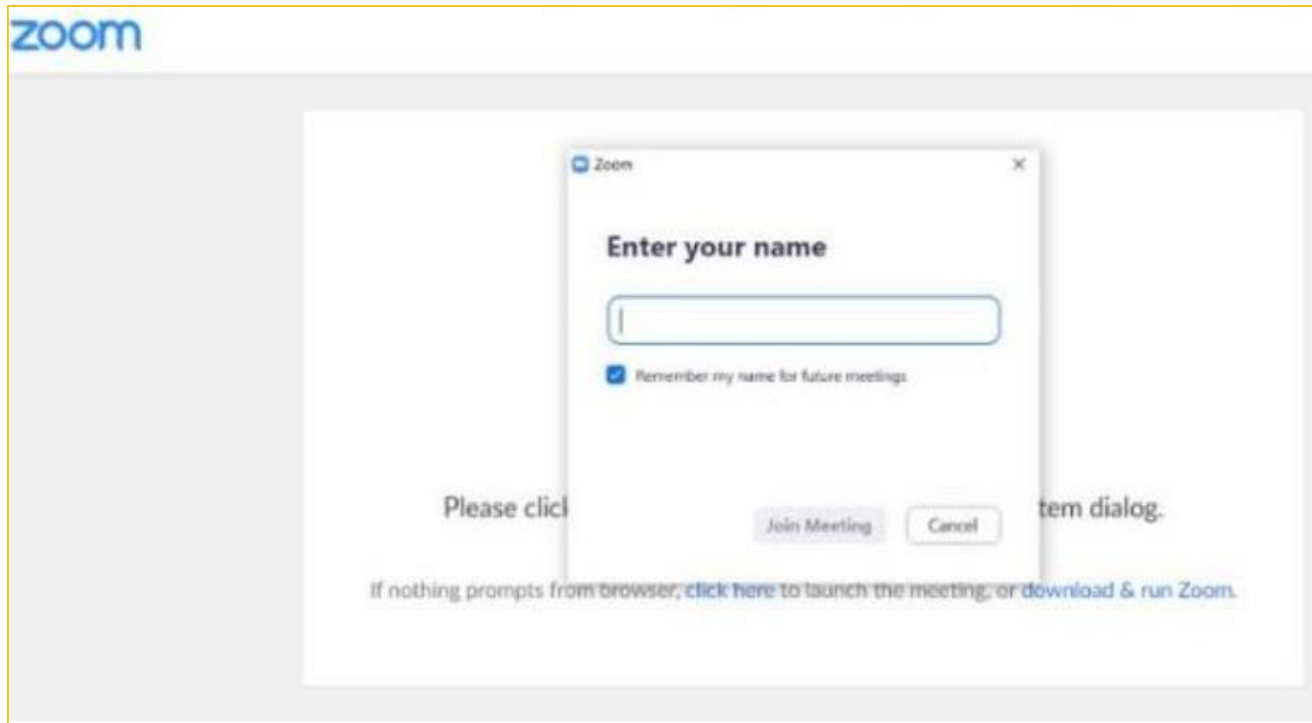 zoom
Zoom
Enter your name
Remember my name for future meetings
Join Meeting
Cancel
Please click
tem dialog.
If nothing prompts from browser, click here to launch the meeting, or download & run Zoom.